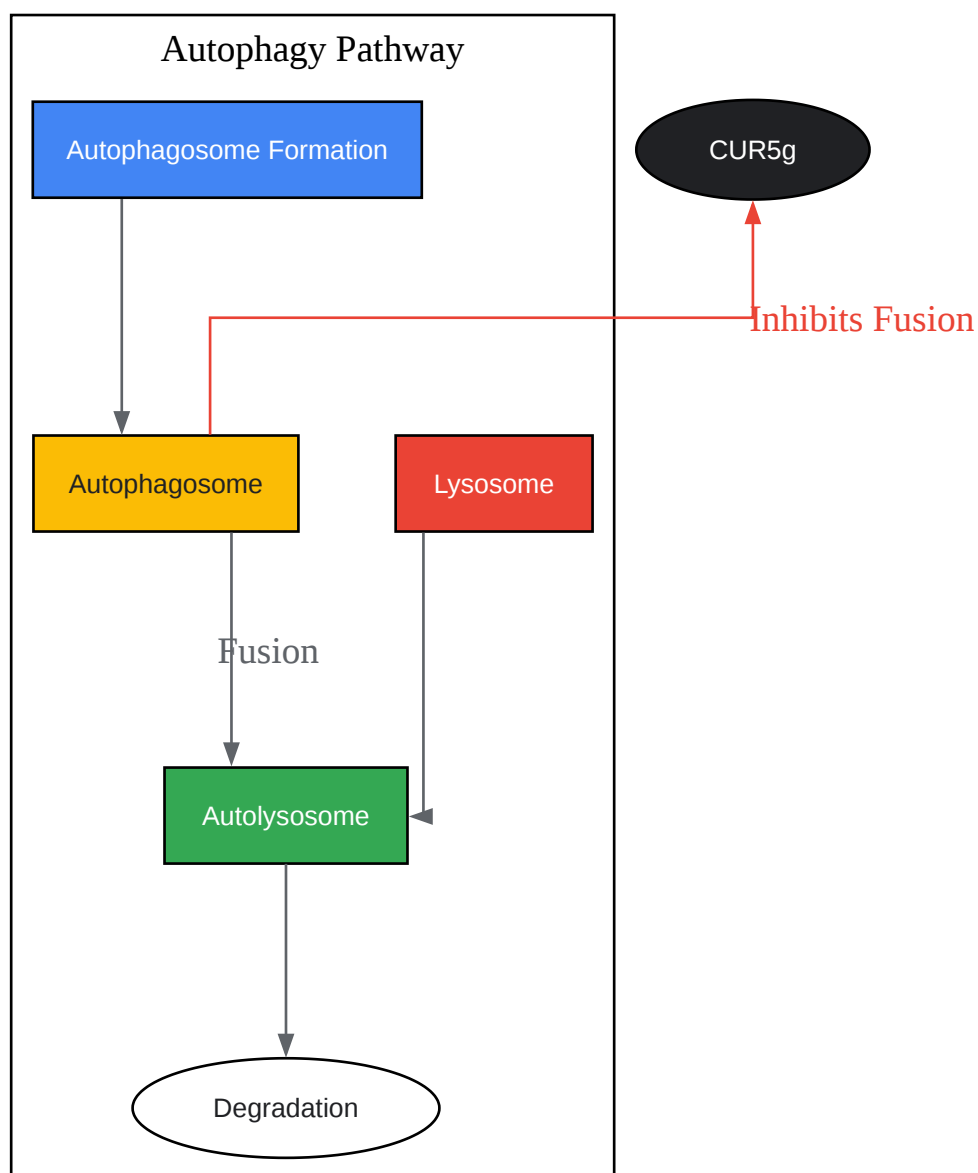 Autophagy Pathway
Autophagosome Formation
CUR5g
Inhibits Fusion
Autophagosome
Lysosome
Fusion
Autolysosome
Degradation